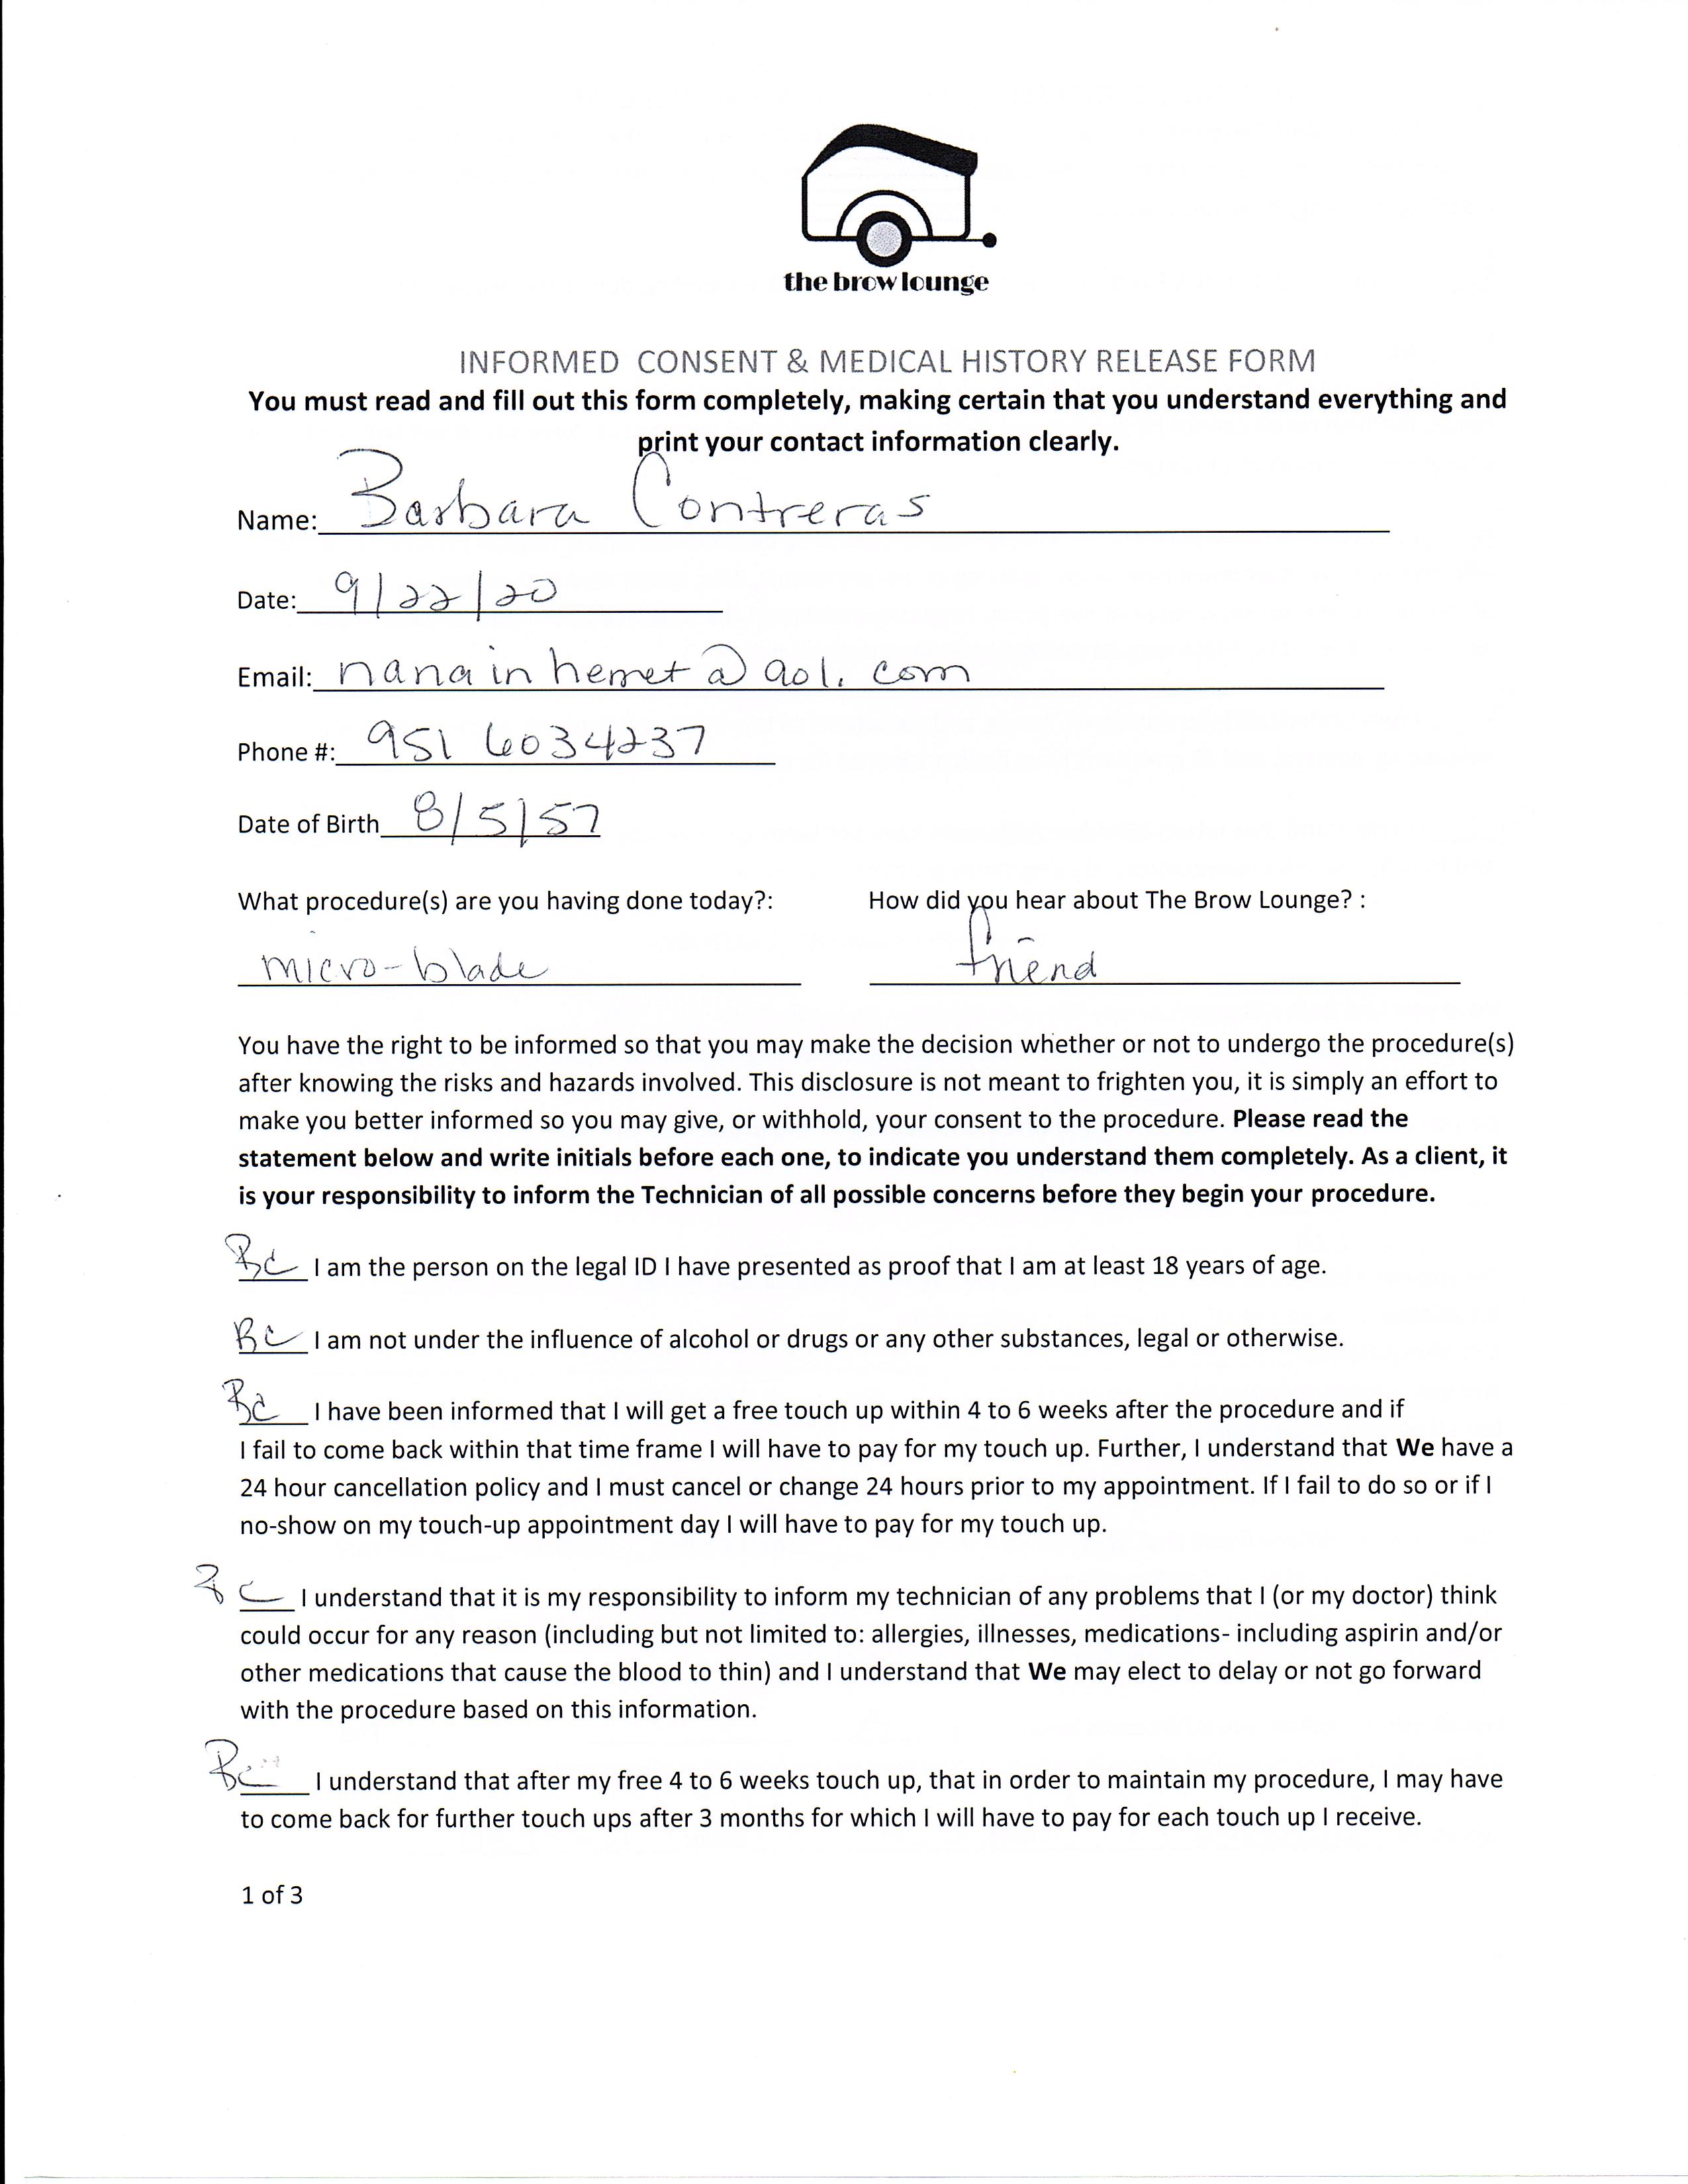 the brow lounge
INFORMED CONSENT & MEDICAL HISTORY RELEASE FORM
You must read and fill out this form completely, making certain that you understand everything and
print your contact information clearly.
Name: Barbara Contreras
Date: 9/22/20
Email: nanainhemet@aol.com
Phone #: 951 6034237
Date of Birth 8/5/57
What procedure(s) are you having done today?: How did you hear about The Brow Lounge? :
micro-blade friend
You have the right to be informed so that you may make the decision whether or not to undergo the procedure(s)
after knowing the risks and hazards involved. This disclosure is not meant to frighten you, it is simply an effort to
make you better informed so you may give, or withhold, your consent to the procedure. Please read the
statement below and write initials before each one, to indicate you understand them completely. As a client, it
is your responsibility to inform the Technician of all possible concerns before they begin your procedure.
BC I am the person on the legal ID I have presented as proof that I am at least 18 years of age.
BC I am not under the influence of alcohol or drugs or any other substances, legal or otherwise.
BC I have been informed that I will get a free touch up within 4 to 6 weeks after the procedure and if
I fail to come back within that time frame I will have to pay for my touch up. Further, I understand that We have a
24 hour cancellation policy and I must cancel or change 24 hours prior to my appointment. If I fail to do so or if I
no-show on my touch-up appointment day I will have to pay for my touch up.
BC I understand that it is my responsibility to inform my technician of any problems that I (or my doctor) think
could occur for any reason (including but not limited to: allergies, illnesses, medications- including aspirin and/or
other medications that cause the blood to thin) and I understand that We may elect to delay or not go forward
with the procedure based on this information.
BC I understand that after my free 4 to 6 weeks touch up, that in order to maintain my procedure, I may have
to come back for further touch ups after 3 months for which I will have to pay for each touch up I receive.
1 of 3